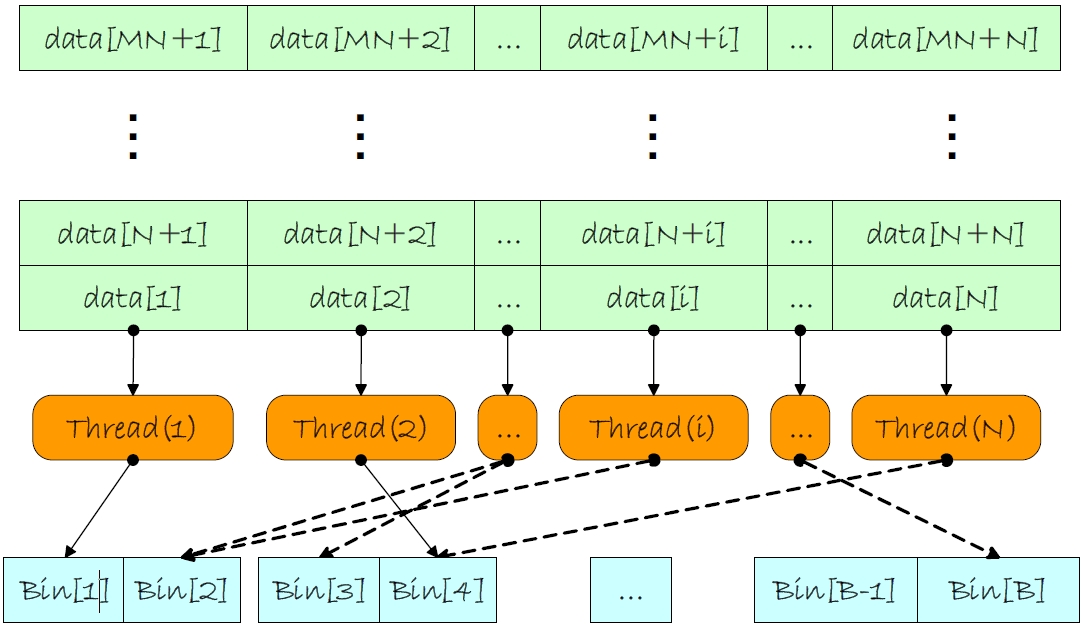 data[MN+1] data[MN+2] ... data[MN+i] ... data[MN+N]
data[N+1] data[N+2] ... data[N+i] ... data[N+N]
data[1] data[2] ... data[i] ... data[N]
Thread(1) Thread(2) ... Thread(i) ... Thread(N)
Bin[1] Bin[2] Bin[3] Bin[4] ... Bin[B-1] Bin[B]